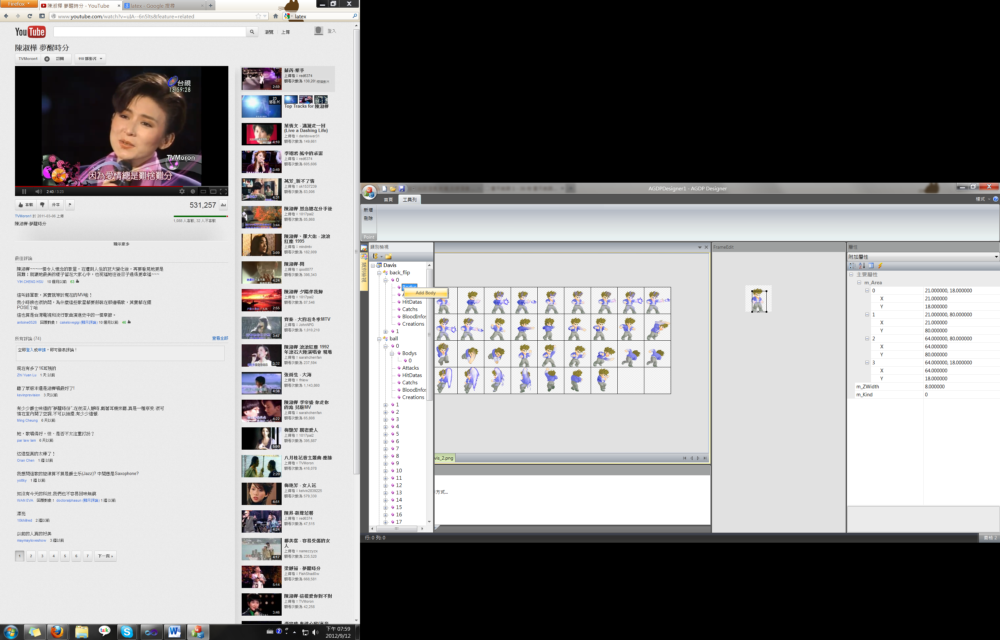 Firefox
陳淑樺 夢醒時分 - YouTube
latex - Google 搜尋
www.youtube.com/watch?v=uIA--6n5lts&feature=related
latex
YouTube
瀏覽
上傳
登入
陳淑樺 夢醒時分
TVMoron1
訂閱
110 部影片
台視
13:59:28
TVMoron
因為愛情總是難捨難分
2:40 / 3:23
喜歡
分享
531,257
TVMoron1 於 2011-03-06 上傳
1,088 人喜歡, 32 人不喜歡
陳淑樺-夢醒時分
顯示更多
最佳評論
陳淑樺~~~一個令人懷念的歌星，在遭到人生的巨大變化後，再要看見她更是
困難；就讓她最美的樣子留在大家心中，也祝福她往後日子過得更幸福~~~
YIH.CHENG HSU 10 個月以前 63
這叫錄單歌，其實就等於現在的MV啦！
我小時候也很納悶，為什麼這些歌星都要假裝在那邊唱歌，其實都在擺
POSE？哈
這也算是台灣電視和流行歌曲演進史中的一個章節。
antoine0526 回覆對象： cakelovegigi (顯示評論) 10 個月以前 46
所有評論 (74)
查看全部
立即登入或申請，即可發表評論！
现在有多了16耳残的
Zhi Yuan Lu 1 天 以前
聽了眾版本還是淑樺唱最好了!
kevinprevision 3 天以前
有少少爵士味道的"夢醒時份".在夜深人靜時.戴著耳機來聽.真是一種享受.很可
惜在室內開了空調.不可以抽煙.有少少遺憾.
Ming Cheung 6 天以前
她，歌唱得好，但、是否不太注重打扮？
par law lam 6 天以前
这造型真的太棒了！
Oran Chen 1 週 以前
我想問這歌的旋律算不算是爵士乐(Jazz)? 中間應是Saxophone?
yottky 1 週 以前
如沒有今天的科技,我們也不容易回味無窮
WAN EVA 回覆對象： doctoralphasun (顯示評論) 1 週 以前
漂亮
10khillred 2 週以前
以前的人真的好美
maymayloveshow 3 週以前
1 2 3 4 5 6 7 下一頁 »
蘇芮-牽手
上傳者：red6374
觀看次數為 130,20 精選影片
2:59
23
部影片
Top Tracks for 陳淑樺
葉倩文 - 瀟灑走一回
(Live a Dashing Life)
上傳者：darktower31
觀看次數為 149,661
4:10
李翊君-風中的承諾
上傳者：red6374
觀看次數為 605,606
3:49
萬芳_新不了情
上傳者：ok1537239
觀看次數為 83,006
4:31
陳淑樺 思念總在分手後
上傳者：1017pai2
觀看次數為 85,868
3:44
陳淑樺、羅大佑 - 滾滾
紅塵 1995
上傳者：mindmtv
觀看次數為 182,009
3:09
陳淑樺-問
上傳者：qoo8077
觀看次數為 398,343
4:24
陳淑樺 夕陽伴我歸
上傳者：1017pai2
觀看次數為 87,546
2:55
齊秦 - 大約在冬季MTV
上傳者：JohnNPG
觀看次數為 1,010,210
3:47
陳淑樺 滾滾紅塵 1992
年滾石大陸演唱會 現場
上傳者：sarahchenfan
觀看次數為 237,594
3:32
张雨生 - 大海
上傳者：fhlew
觀看次數為 1,143,860
4:38
陳淑樺 李宗盛 你走你
的路 另版MV
上傳者：sarahchenfan
觀看次數為 65,808
4:22
梅艷芳 親密愛人
上傳者：1017pai2
觀看次數為 395,887
5:00
八月桂花香主題曲-塵緣
上傳者：TVMoron
觀看次數為 416,078
2:20
梅艳芳 - 女人花
上傳者：kelvin2839225
觀看次數為 579,330
4:51
陳昇-鼓聲若響
上傳者：red6374
觀看次數為 47,515
4:24
鄺美雲 - 容易受傷的女
人
上傳者：namezzyzx
觀看次數為 235,520
4:17
梁靜茹 - 夢醒時分
上傳者：FishShad0w
觀看次數為 668,581
5:14
陳淑樺-這樣愛你對不對
上傳者：TVMoron
觀看次數為 42,258
3:46
talk
下午 07:59
2012/9/12
AGDPDesigner1 - AGDP Designer
首頁
工具列
樣式
新增
刪除
Point
類別檢視
類別檢視
Davis
back_flip
0
Bodys
Add Body
HitDatas
Catchs
BloodInfos
Creations
1
ball
0
Bodys
0
Attacks
HitDatas
Catchs
BloodInfos
Creations
1
2
3
4
5
6
7
8
9
10
11
12
13
14
15
16
17
vis_2.png
方式...
FrameEdit
屬性
附加屬性
主要屬性
m_Area
0 21.000000, 18.000000
X 21.000000
Y 18.000000
1 21.000000, 80.000000
X 21.000000
Y 80.000000
2 64.000000, 80.000000
X 64.000000
Y 80.000000
3 64.000000, 18.000000
X 64.000000
Y 18.000000
m_ZWidth 8.000000
m_Kind 0
行: 0 列: 0
窗格 2